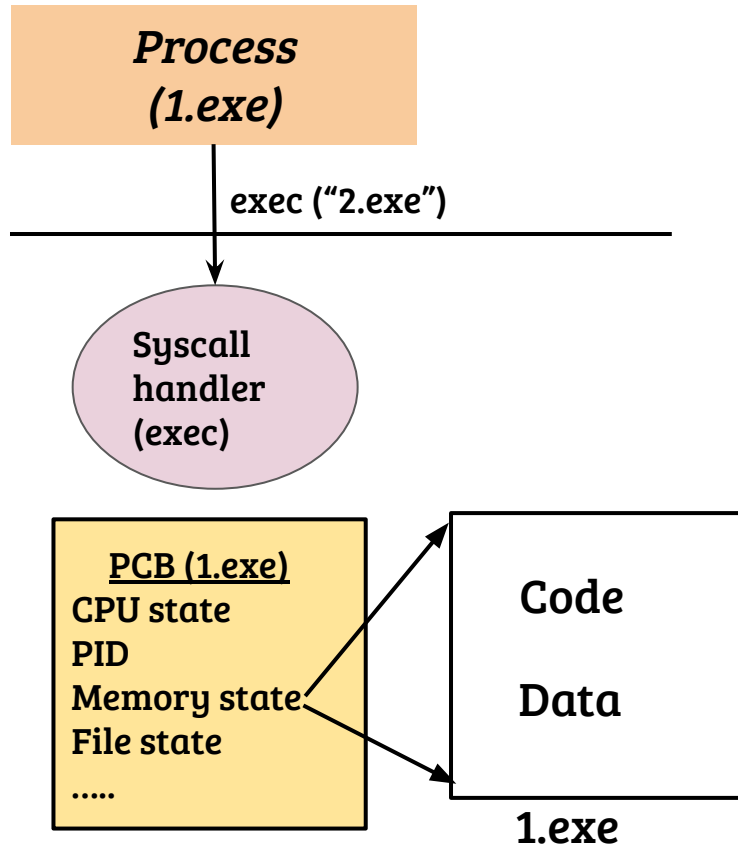 Process
(1.exe)
exec (“2.exe”)
Syscall
handler
(exec)
PCB (1.exe)
CPU state
PID
Memory state
File state
.....
Code
Data
1.exe